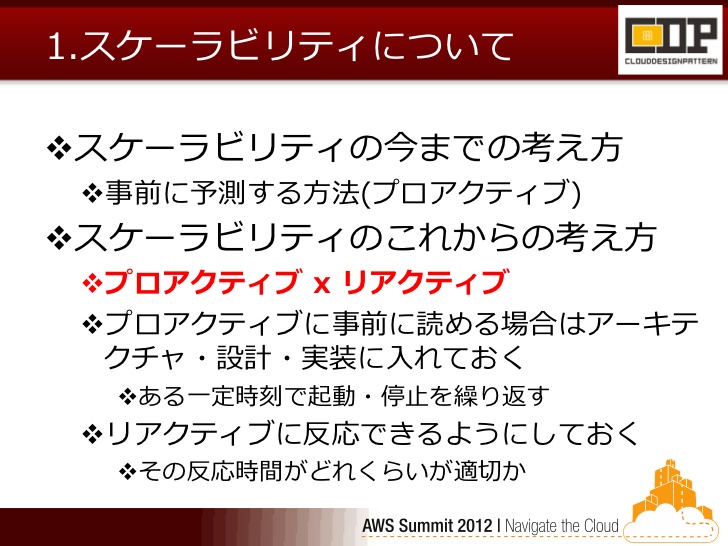 1.スケーラビリティについて
CDP
CLOUDDESIGNPATTERN
❖スケーラビリティの今までの考え方
❖事前に予測する方法(プロアクティブ)
❖スケーラビリティのこれからの考え方
❖プロアクティブ x リアクティブ
❖プロアクティブに事前に読める場合はアーキテ
クチャ・設計・実装に入れておく
❖ある一定時刻で起動・停止を繰り返す
❖リアクティブに反応できるようにしておく
❖その反応時間がどれくらいが適切か
AWS Summit 2012 | Navigate the Cloud